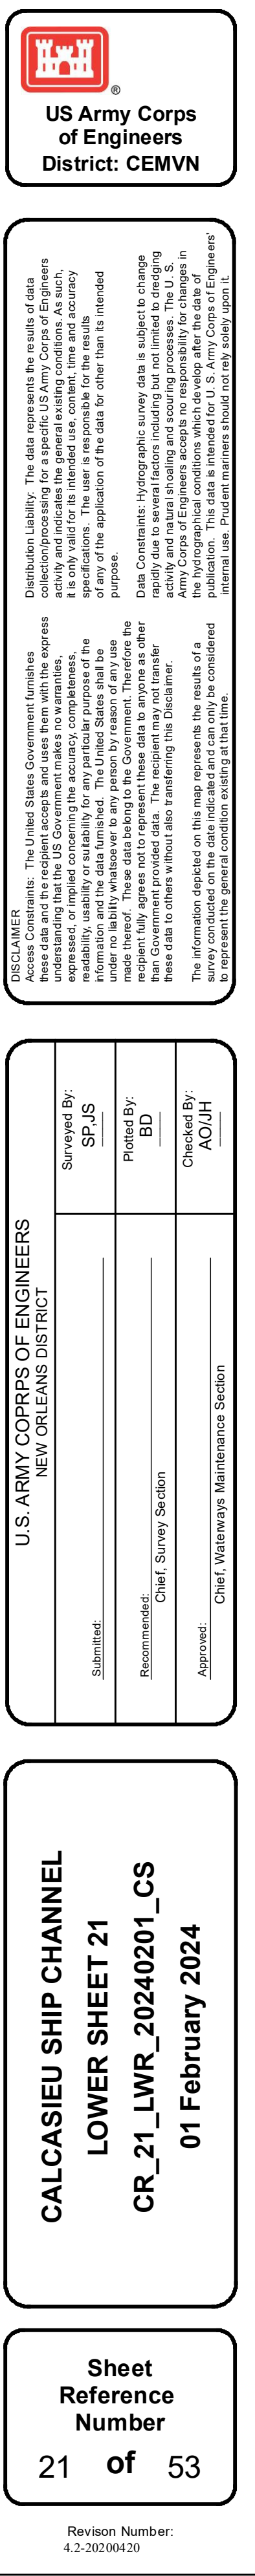 ®
US Army Corps
of Engineers
District: CEMVN
DISCLAIMER
Access Constraints: The United States Government furnishes
these data and the recipient accepts and uses them with the express
understanding that the US Government makes no warranties,
expressed, or implied concerning the accuracy, completeness,
readability, usability or suitability for any particular purpose of the
information and the data furnished. The United States shall be
under no liability whatsoever to any person by reason of any use
made thereof. These data belong to the Government. Therefore the
recipient fully agrees not to represent these data to anyone as other
than Government provided data. The recipient may not transfer
these data to others without also transferring this Disclaimer.
The information depicted on this map represents the results of a
survey conducted on the date indicated and can only be considered
to represent the general condition existing at that time.
Distribution Liability: The data represents the results of data
collection/processing for a specific US Army Corps of Engineers
activity and indicates the general existing conditions. As such,
it is only valid for its intended use, content, time and accuracy
specifications. The user is responsible for the results
of any of the application of the data for other than its intended
purpose.
Data Constraints: Hydrographic survey data is subject to change
rapidly due to several factors including but not limited to dredging
activity and natural shoaling and scouring processes. The U. S.
Army Corps of Engineers accepts no responsibility for changes in
the hydrographical conditions which develop after the date of
publication. This data is intended for U. S. Army Corps of Engineers'
internal use. Prudent mariners should not rely solely upon it.
U.S. ARMY COPRPS OF ENGINEERS
NEW ORLEANS DISTRICT
Submitted:
Surveyed By:
SP,JS
Recommended:
Chief, Survey Section
Plotted By:
BD
Approved:
Chief, Waterways Maintenance Section
Checked By:
AO/JH
CALCASIEU SHIP CHANNEL
LOWER SHEET 21
CR_21_LWR_20240201_CS
01 February 2024
Sheet
Reference
Number
21 of 53
Revison Number:
4.2-20200420